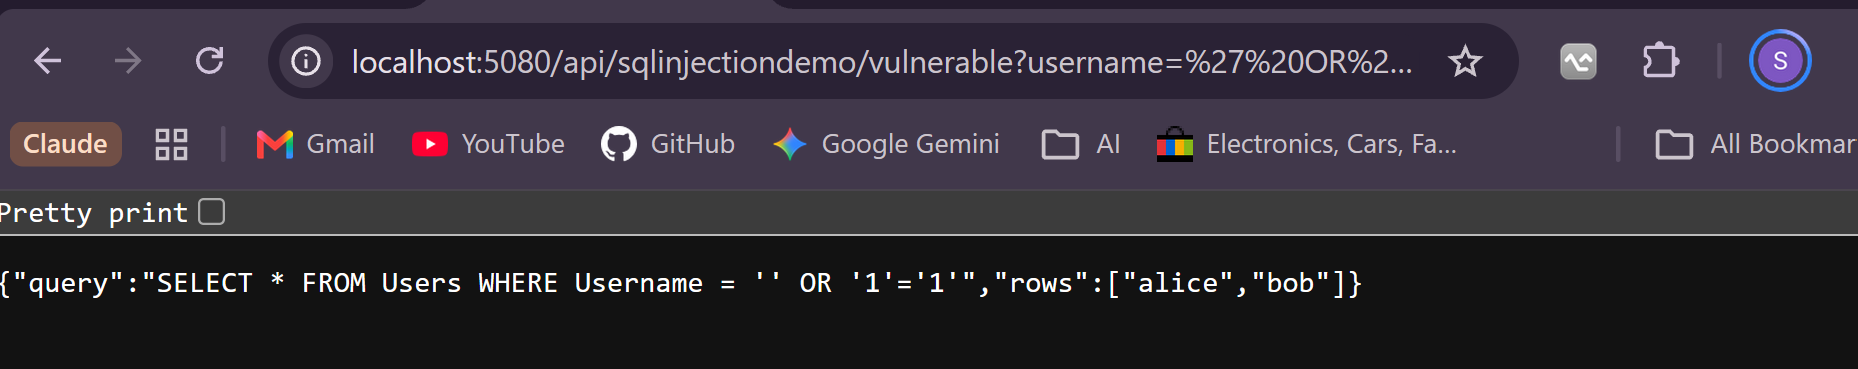 localhost:5080/api/sqlinjectiondemo/vulnerable?username=%27%20OR%2... S
Claude Gmail YouTube GitHub Google Gemini AI Electronics, Cars, Fa... All Bookmar
Pretty print
{"query":"SELECT * FROM Users WHERE Username = '' OR '1'='1'","rows":["alice","bob"]}